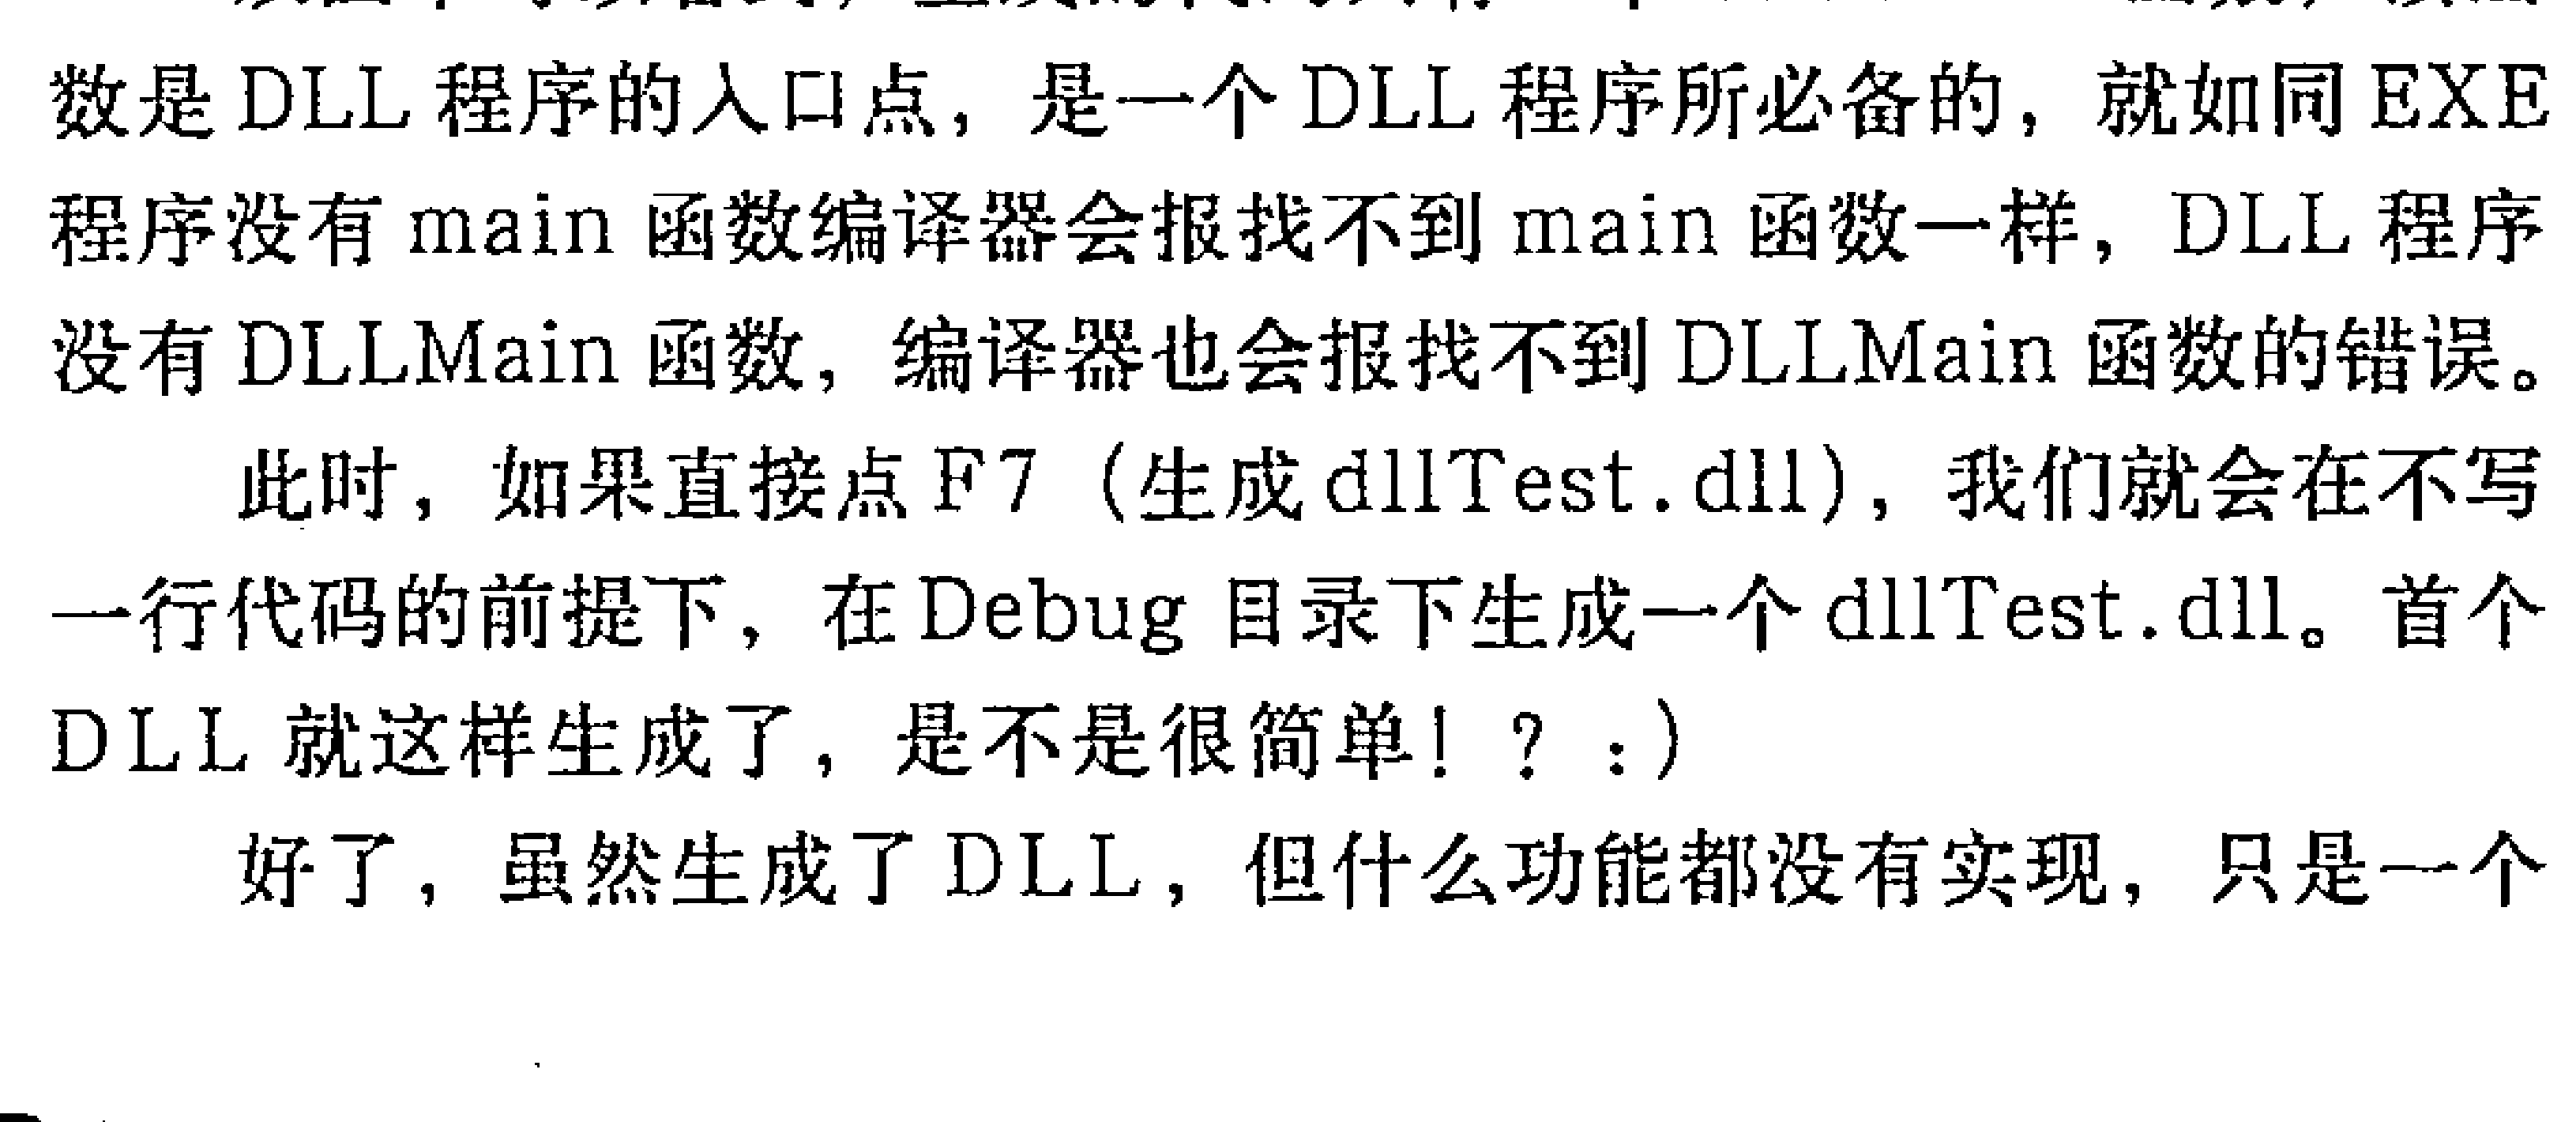 数是 DLL 程序的入口点，是一个 DLL 程序所必备的，就如同 EXE
程序没有 main 函数编译器会报找不到 main 函数一样，DLL 程序
没有 DLLMain 函数，编译器也会报找不到 DLLMain 函数的错误。
此时，如果直接点 F7（生成 dllTest.dll），我们就会在不写
一行代码的前提下，在 Debug 目录下生成一个 dllTest.dll。首个
DLL 就这样生成了，是不是很简单！？：）
好了，虽然生成了 DLL，但什么功能都没有实现，只是一个